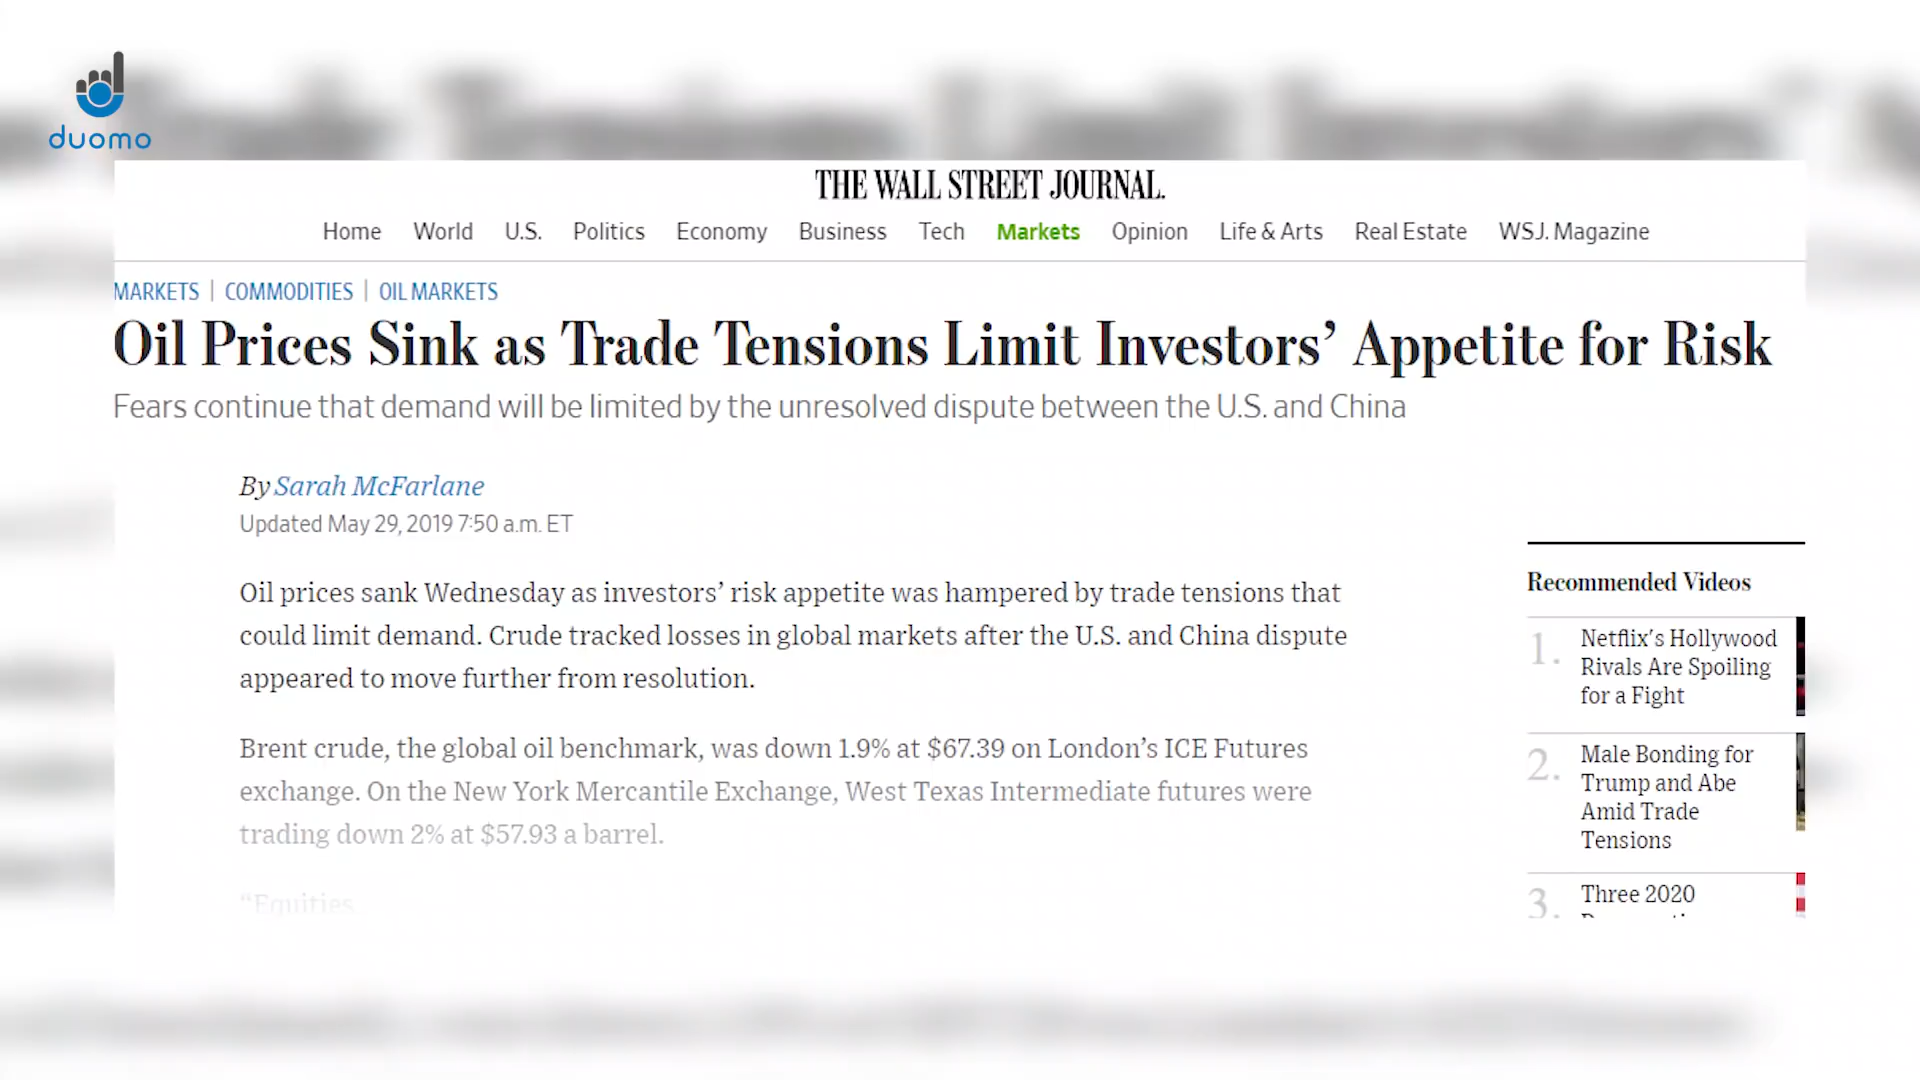 duomo
THE WALL STREET JOURNAL.
Home World U.S. Politics Economy Business Tech Markets Opinion Life & Arts Real Estate WSJ. Magazine
MARKETS | COMMODITIES | OIL MARKETS
Oil Prices Sink as Trade Tensions Limit Investors’ Appetite for Risk
Fears continue that demand will be limited by the unresolved dispute between the U.S. and China
By Sarah McFarlane
Updated May 29, 2019 7:50 a.m. ET
Oil prices sank Wednesday as investors’ risk appetite was hampered by trade tensions that
could limit demand. Crude tracked losses in global markets after the U.S. and China dispute
appeared to move further from resolution.
Brent crude, the global oil benchmark, was down 1.9% at $67.39 on London’s ICE Futures
exchange. On the New York Mercantile Exchange, West Texas Intermediate futures were
trading down 2% at $57.93 a barrel.
“Equities
Recommended Videos
1. Netflix’s Hollywood
Rivals Are Spoiling
for a Fight
2. Male Bonding for
Trump and Abe
Amid Trade
Tensions
3. Three 2020